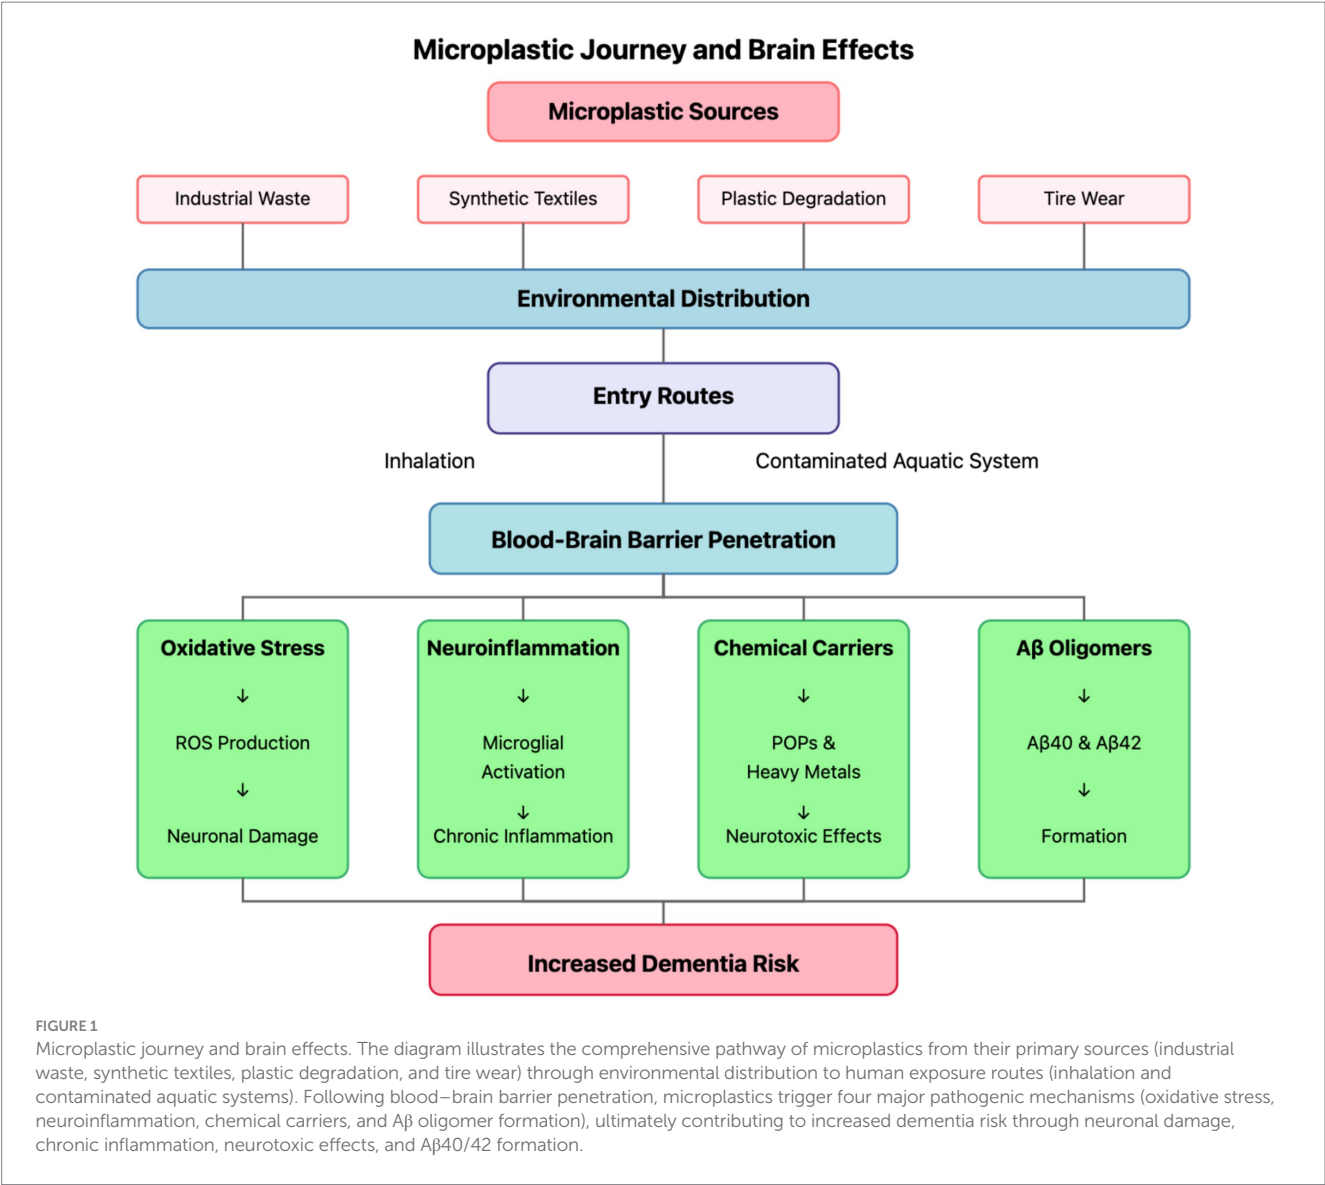 Microplastic Journey and Brain Effects
Microplastic Sources
Industrial Waste
Synthetic Textiles
Plastic Degradation
Tire Wear
Environmental Distribution
Entry Routes
Inhalation
Contaminated Aquatic System
Blood-Brain Barrier Penetration
Oxidative Stress
↓
ROS Production
↓
Neuronal Damage
Neuroinflammation
↓
Microglial
Activation
↓
Chronic Inflammation
Chemical Carriers
↓
POPs &
Heavy Metals
↓
Neurotoxic Effects
Aβ Oligomers
↓
Aβ40 & Aβ42
↓
Formation
Increased Dementia Risk
FIGURE 1
Microplastic journey and brain effects. The diagram illustrates the comprehensive pathway of microplastics from their primary sources (industrial
waste, synthetic textiles, plastic degradation, and tire wear) through environmental distribution to human exposure routes (inhalation and
contaminated aquatic systems). Following blood–brain barrier penetration, microplastics trigger four major pathogenic mechanisms (oxidative stress,
neuroinflammation, chemical carriers, and Aβ oligomer formation), ultimately contributing to increased dementia risk through neuronal damage,
chronic inflammation, neurotoxic effects, and Aβ40/42 formation.